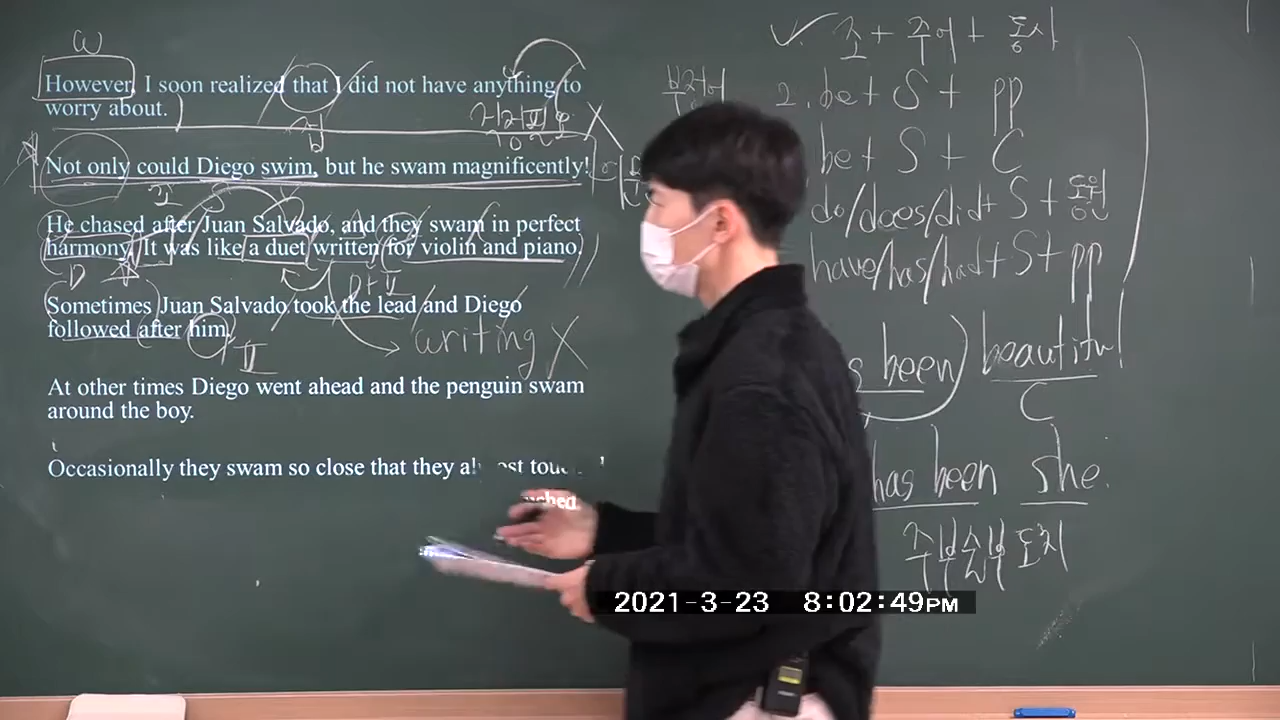 However, I soon realized that I did not have anything to
worry about.
Not only could Diego swim, but he swam magnificently!
He chased after Juan Salvado, and they swam in perfect
harmony. It was like a duet written for violin and piano.
Sometimes Juan Salvado took the lead and Diego
followed after him.
writing X
At other times Diego went ahead and the penguin swam
around the boy.
Occasionally they swam so close that they
조 + 주어 + 동사
2. be + S + pp
be + S + C
do/does/did + S + 동원
have/has/had + S + pp
been) beautiful
C
has been she.
주부술부 도치
2021-3-23 8:02:49PM